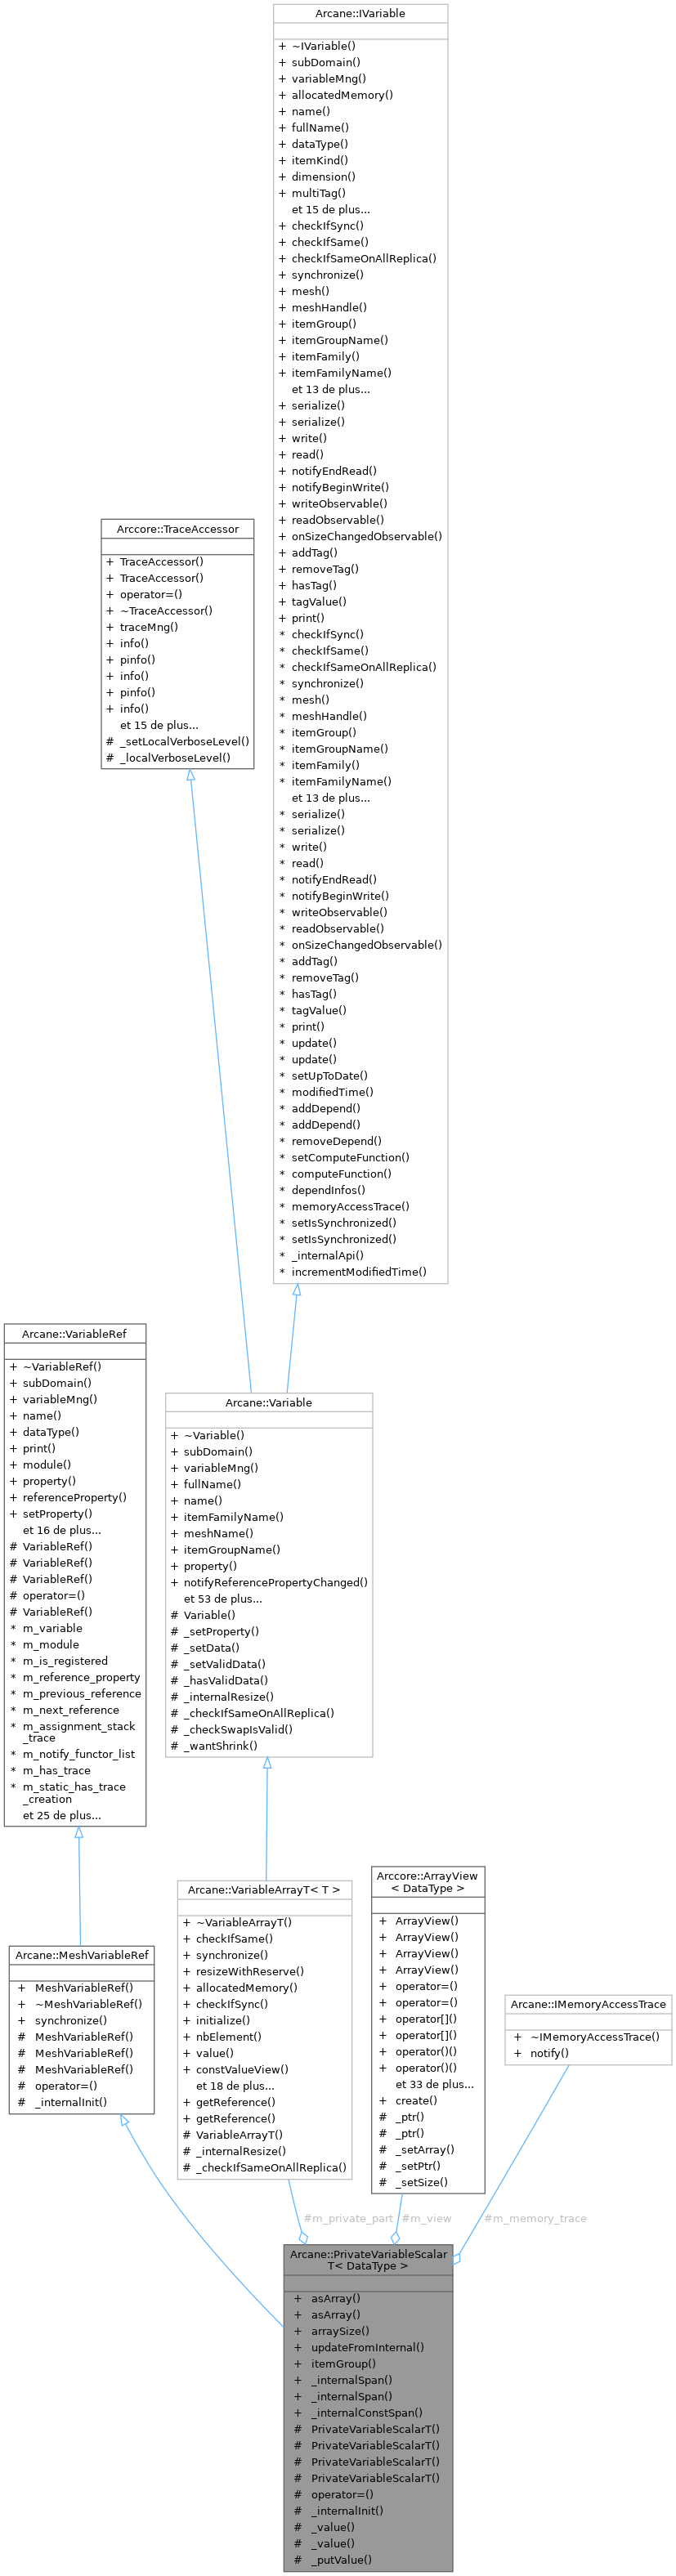 Arcane::IVariable
+ ~IVariable()
+ subDomain()
+ variableMng()
+ allocatedMemory()
+ name()
+ fullName()
+ dataType()
+ itemKind()
+ dimension()
+ multiTag()
et 15 de plus...
+ checkIfSync()
+ checkIfSame()
+ checkIfSameOnAllReplica()
+ synchronize()
+ mesh()
+ meshHandle()
+ itemGroup()
+ itemGroupName()
+ itemFamily()
+ itemFamilyName()
et 13 de plus...
+ serialize()
+ serialize()
+ write()
+ read()
+ notifyEndRead()
+ notifyBeginWrite()
+ writeObservable()
+ readObservable()
+ onSizeChangedObservable()
+ addTag()
+ removeTag()
+ hasTag()
+ tagValue()
+ print()
* checkIfSync()
* checkIfSame()
* checkIfSameOnAllReplica()
* synchronize()
* mesh()
* meshHandle()
* itemGroup()
* itemGroupName()
* itemFamily()
* itemFamilyName()
et 13 de plus...
* serialize()
* serialize()
* write()
* read()
* notifyEndRead()
* notifyBeginWrite()
* writeObservable()
* readObservable()
* onSizeChangedObservable()
* addTag()
* removeTag()
* hasTag()
* tagValue()
* print()
* update()
* update()
* setUpToDate()
* modifiedTime()
* addDepend()
* addDepend()
* removeDepend()
* setComputeFunction()
* computeFunction()
* dependInfos()
* memoryAccessTrace()
* setIsSynchronized()
* setIsSynchronized()
* _internalApi()
* incrementModifiedTime()
Arccore::TraceAccessor
+ TraceAccessor()
+ TraceAccessor()
+ operator=()
+ ~TraceAccessor()
+ traceMng()
+ info()
+ pinfo()
+ info()
+ pinfo()
+ info()
et 15 de plus...
# _setLocalVerboseLevel()
# _localVerboseLevel()
Arcane::VariableRef
+ ~VariableRef()
+ subDomain()
+ variableMng()
+ name()
+ dataType()
+ print()
+ module()
+ property()
+ referenceProperty()
+ setProperty()
et 16 de plus...
# VariableRef()
# VariableRef()
# VariableRef()
# operator=()
# VariableRef()
* m_variable
* m_module
* m_is_registered
* m_reference_property
* m_previous_reference
* m_next_reference
* m_assignment_stack
_trace
* m_notify_functor_list
* m_has_trace
* m_static_has_trace
_creation
et 25 de plus...
Arcane::Variable
+ ~Variable()
+ subDomain()
+ variableMng()
+ fullName()
+ name()
+ itemFamilyName()
+ meshName()
+ itemGroupName()
+ property()
+ notifyReferencePropertyChanged()
et 53 de plus...
# Variable()
# _setProperty()
# _setData()
# _setValidData()
# _hasValidData()
# _internalResize()
# _checkIfSameOnAllReplica()
# _checkSwapIsValid()
# _wantShrink()
Arcane::MeshVariableRef
+ MeshVariableRef()
+ ~MeshVariableRef()
+ synchronize()
# MeshVariableRef()
# MeshVariableRef()
# MeshVariableRef()
# operator=()
# _internalInit()
Arcane::VariableArrayT< T >
+ ~VariableArrayT()
+ checkIfSame()
+ synchronize()
+ resizeWithReserve()
+ allocatedMemory()
+ checkIfSync()
+ initialize()
+ nbElement()
+ value()
+ constValueView()
et 18 de plus...
+ getReference()
+ getReference()
# VariableArrayT()
# _internalResize()
# _checkIfSameOnAllReplica()
Arccore::ArrayView
< DataType >
+ ArrayView()
+ ArrayView()
+ ArrayView()
+ ArrayView()
+ operator=()
+ operator=()
+ operator[]()
+ operator[]()
+ operator()()
+ operator()()
et 33 de plus...
+ create()
# _ptr()
# _ptr()
# _setArray()
# _setPtr()
# _setSize()
Arcane::IMemoryAccessTrace
+ ~IMemoryAccessTrace()
+ notify()
#m_private_part
#m_view
#m_memory_trace
Arcane::PrivateVariableScalar
T< DataType >
+ asArray()
+ asArray()
+ arraySize()
+ updateFromInternal()
+ itemGroup()
+ _internalSpan()
+ _internalSpan()
+ _internalConstSpan()
# PrivateVariableScalarT()
# PrivateVariableScalarT()
# PrivateVariableScalarT()
# PrivateVariableScalarT()
# operator=()
# _internalInit()
# _value()
# _value()
# _putValue()